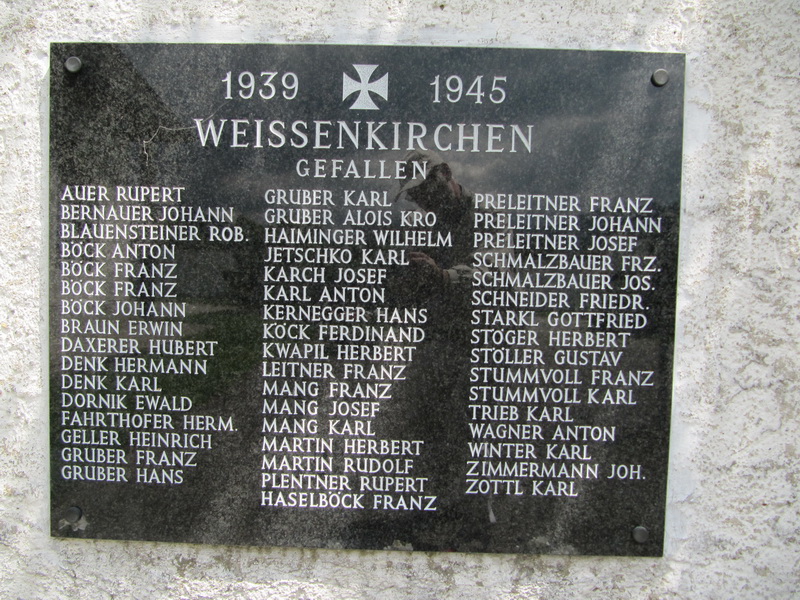 1939 1945
WEISSENKIRCHEN
GEFALLEN
AUER RUPERT
BERNAUER JOHANN
BLAUENSTEINER ROB.
BÖCK ANTON
BÖCK FRANZ
BÖCK FRANZ
BÖCK JOHANN
BRAUN ERWIN
DAXERER HUBERT
DENK HERMANN
DENK KARL
DORNIK EWALD
FAHRTHOFER HERM.
GELLER HEINRICH
GRUBER FRANZ
GRUBER HANS
GRUBER KARL
GRUBER ALOIS KRO
HAIMINGER WILHELM
JETSCHKO KARL
KARCH JOSEF
KARL ANTON
KERNEGGER HANS
KÖCK FERDINAND
KWAPIL HERBERT
LEITNER FRANZ
MANG FRANZ
MANG JOSEF
MANG KARL
MARTIN HERBERT
MARTIN RUDOLF
PLENTNER RUPERT
HASELBÖCK FRANZ
PRELEITNER FRANZ
PRELEITNER JOHANN
PRELEITNER JOSEF
SCHMALZBAUER FRZ.
SCHMALZBAUER JOS.
SCHNEIDER FRIEDR.
STARKL GOTTFRIED
STÖGER HERBERT
STÖLLER GUSTAV
STUMMVOLL FRANZ
STUMMVOLL KARL
TRIEB KARL
WAGNER ANTON
WINTER KARL
ZIMMERMANN JOH.
ZOTTL KARL